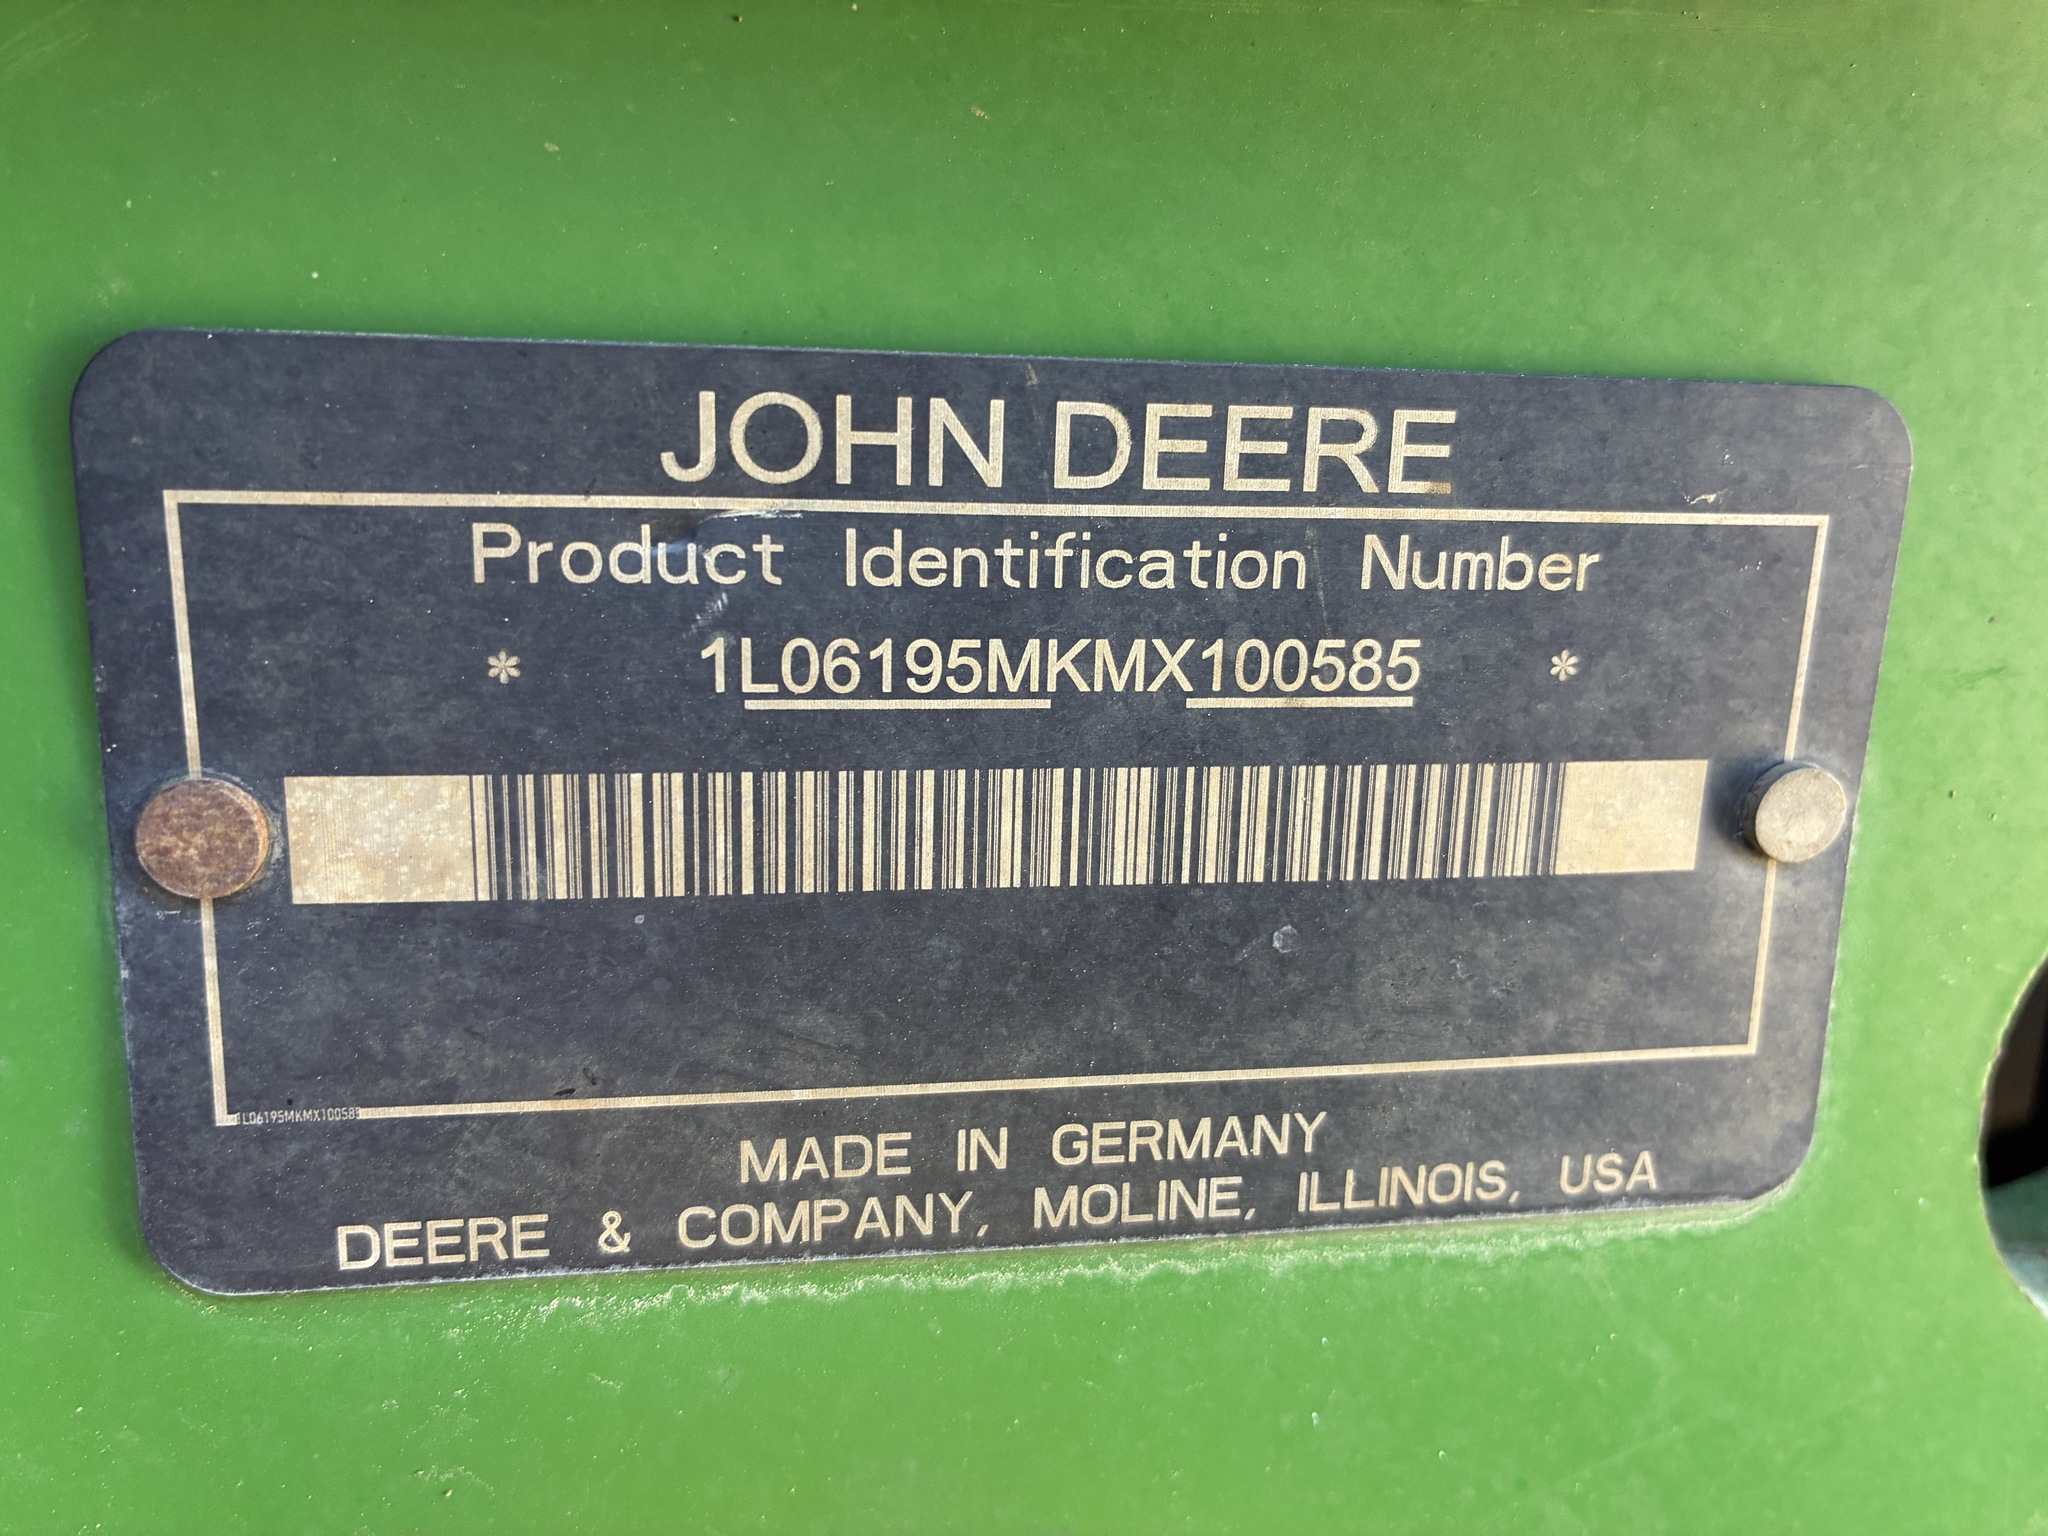 JOHN DEERE
Product Identification Number
* 1L06195MKMX100585 *
1L06195MKMX100585
MADE IN GERMANY
DEERE & COMPANY, MOLINE, ILLINOIS, USA